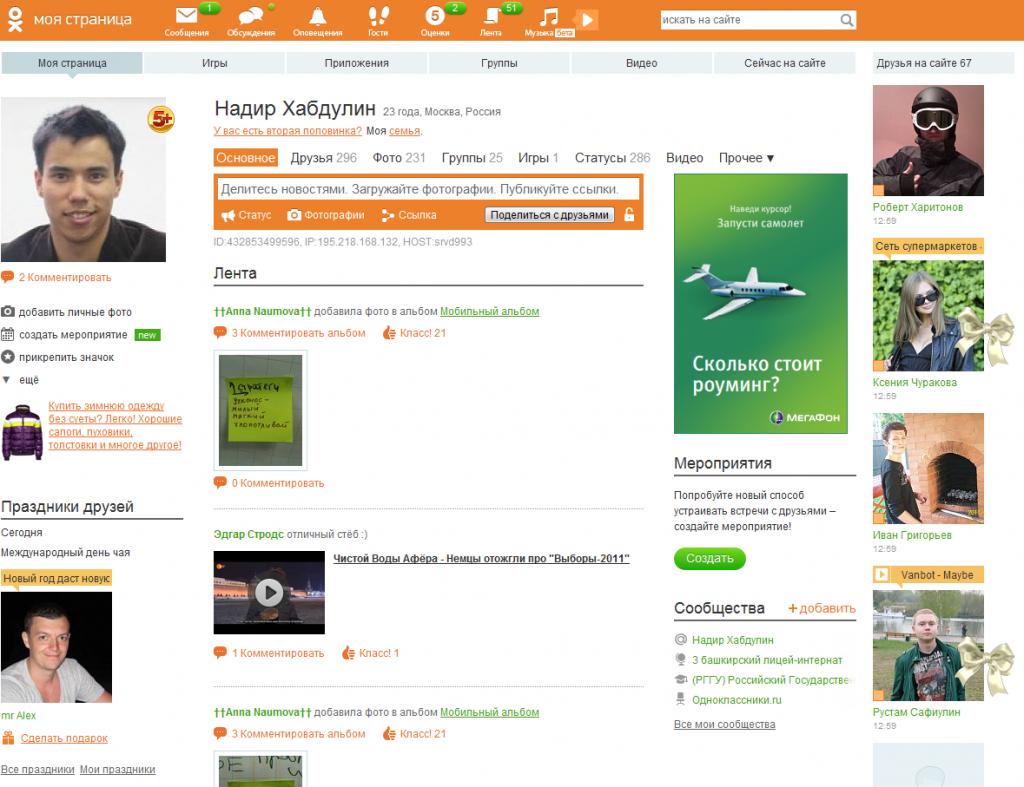 моя страница
1
2
51
5
Сообщения
Обсуждения
Оповещения
Гости
Оценки
Лента
Музыка бета
искать на сайте
Моя страница
Игры
Приложения
Группы
Видео
Сейчас на сайте
Друзья на сайте 67
5+
2 Комментировать
добавить личные фото
создать мероприятие new
прикрепить значок
ещё
Купить зимнюю одежду
без суеты? Легко! Хорошие
сапоги, пуховики,
толстовки и многое другое!
Праздники друзей
Сегодня
Международный день чая
Новый год даст новук
mr Alex
Сделать подарок
Все праздники Мои праздники
Надир Хабдулин 23 года, Москва, Россия
У вас есть вторая половинка? Моя семья.
Основное Друзья 296 Фото 231 Группы 25 Игры 1 Статусы 286 Видео Прочее ▼
Делитесь новостями. Загружайте фотографии. Публикуйте ссылки.
Статус Фотографии Ссылка Поделиться с друзьями
ID:432853499596, IP:195.218.168.132, HOST:srvd993
Лента
††Anna Naumova†† добавила фото в альбом Мобильный альбом
3 Комментировать альбом Класс! 21
0 Комментировать
Эдгар Стродс отличный стёб :)
Чистой Воды Афёра - Немцы отожгли про "Выборы-2011"
1 Комментировать Класс! 1
††Anna Naumova†† добавила фото в альбом Мобильный альбом
3 Комментировать альбом Класс! 21
Наведи курсор!
Запусти самолет
Сколько стоит
роуминг?
МЕГАФОН
Мероприятия
Попробуйте новый способ
устраивать встречи с друзьями –
создайте мероприятие!
Создать
Сообщества + добавить
Надир Хабдулин
3 башкирский лицей-интернат
(РГГУ) Российский Государствен
Одноклассники.ru
Все мои сообщества
Роберт Харитонов
12:59
Сеть супермаркетов -
Ксения Чуракова
12:59
Иван Григорьев
12:59
Vanbot - Maybe
Рустам Сафиулин
12:59